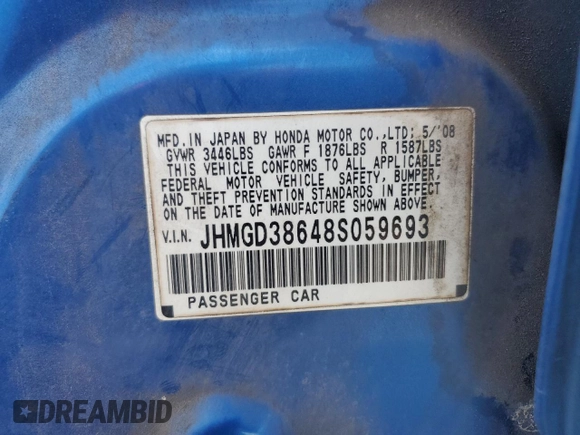 MFD. IN JAPAN BY HONDA MOTOR CO.,LTD: 5/'08
GVWR 3446LBS GAWR F 1876LBS R 1587LBS
THIS VEHICLE CONFORMS TO ALL APPLICABLE
FEDERAL MOTOR VEHICLE SAFETY, BUMPER,
AND THEFT PREVENTION STANDARDS IN EFFECT
ON THE DATE OF MANUFACTURE SHOWN ABOVE.
V.I.N. JHMGD38648S059693
PASSENGER CAR
DREAMBID